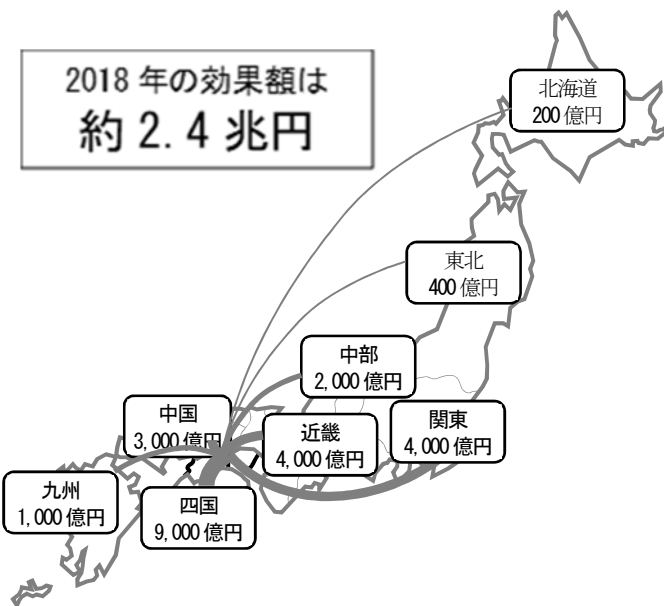 2018 年の効果額は
約 2.4 兆円
北海道
200 億円
東北
400 億円
中部
2,000 億円
中国
3,000 億円
近畿
4,000 億円
関東
4,000 億円
九州
1,000 億円
四国
9,000 億円